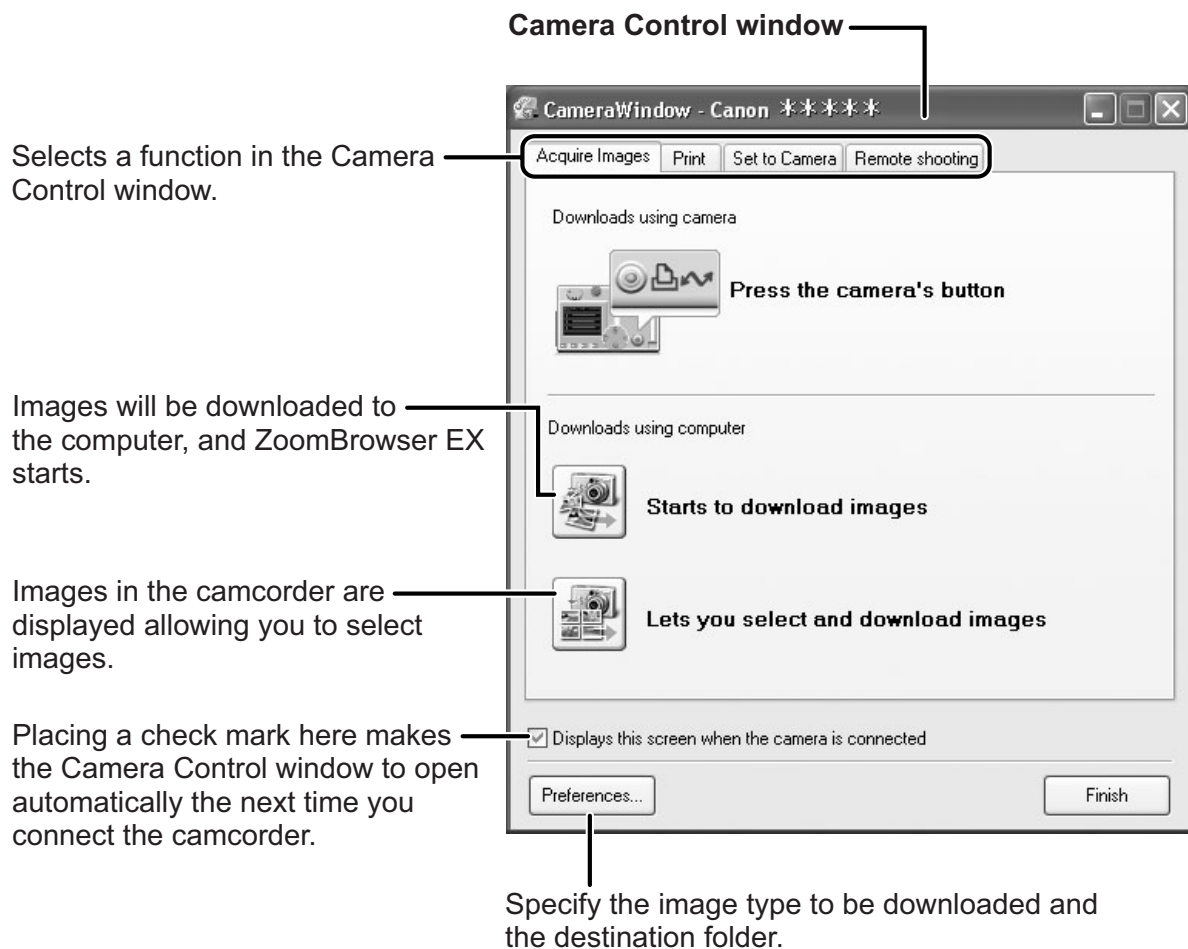 Camera Control window
CameraWindow - Canon *****
Selects a function in the Camera
Control window.
Acquire Images Print Set to Camera Remote shooting
Downloads using camera
Press the camera's button
Images will be downloaded to
the computer, and ZoomBrowser EX
starts.
Downloads using computer
Starts to download images
Images in the camcorder are
displayed allowing you to select
images.
Lets you select and download images
Placing a check mark here makes
the Camera Control window to open
automatically the next time you
connect the camcorder.
Displays this screen when the camera is connected
Preferences... Finish
Specify the image type to be downloaded and
the destination folder.